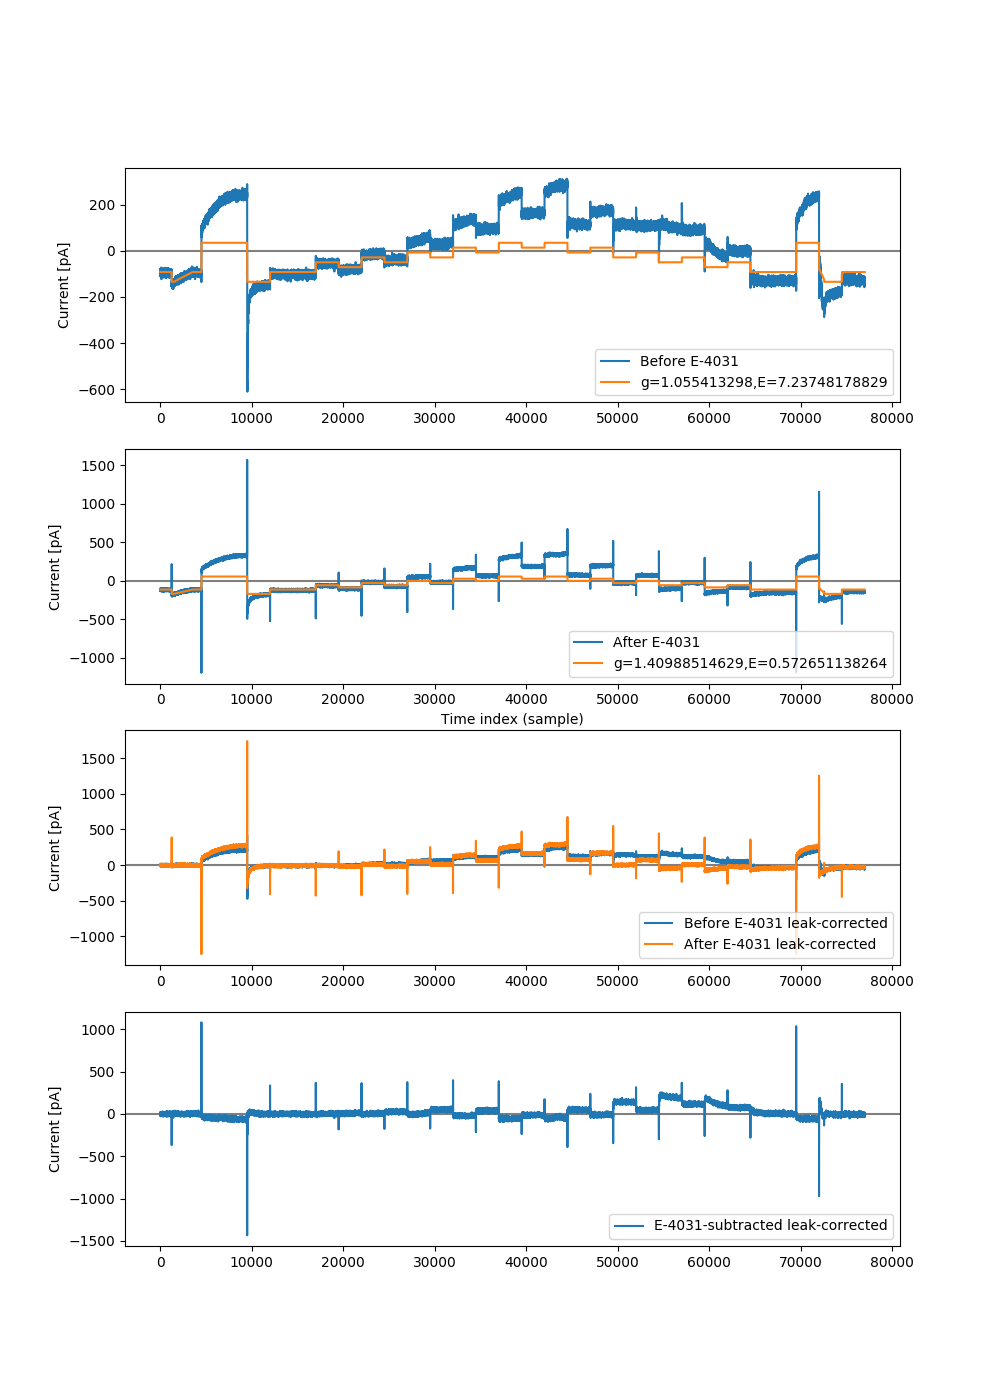 200
0
−200
−400
−600
Current [pA]
Before E-4031
g=1.055413298,E=7.23748178829
0 10000 20000 30000 40000 50000 60000 70000 80000
1500
1000
500
0
−500
−1000
Current [pA]
After E-4031
g=1.40988514629,E=0.572651138264
0 10000 20000 30000 40000 50000 60000 70000 80000
Time index (sample)
1500
1000
500
0
−500
−1000
Current [pA]
Before E-4031 leak-corrected
After E-4031 leak-corrected
0 10000 20000 30000 40000 50000 60000 70000 80000
1000
500
0
−500
−1000
−1500
Current [pA]
E-4031-subtracted leak-corrected
0 10000 20000 30000 40000 50000 60000 70000 80000